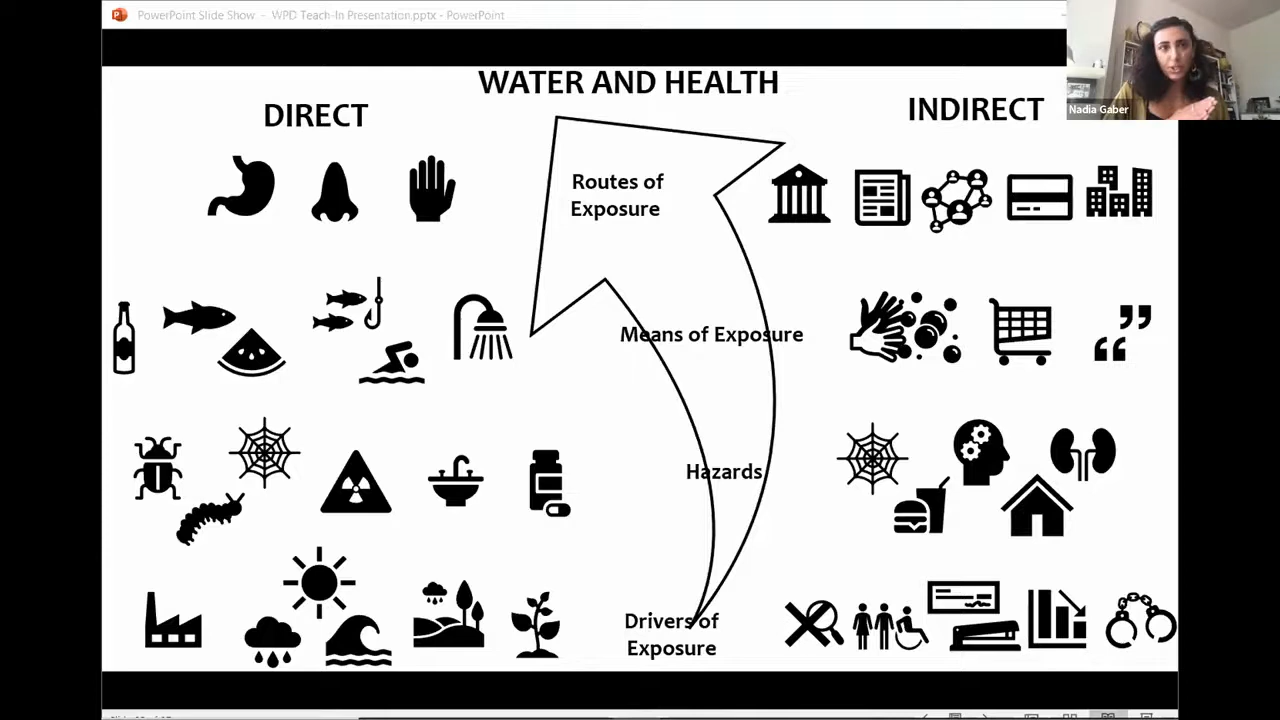 PowerPoint Slide Show - WPD Teach-In Presentation.pptx - PowerPoint
Nadia Gaber
WATER AND HEALTH
DIRECT
INDIRECT
Routes of
Exposure
Means of Exposure
Hazards
Drivers of
Exposure